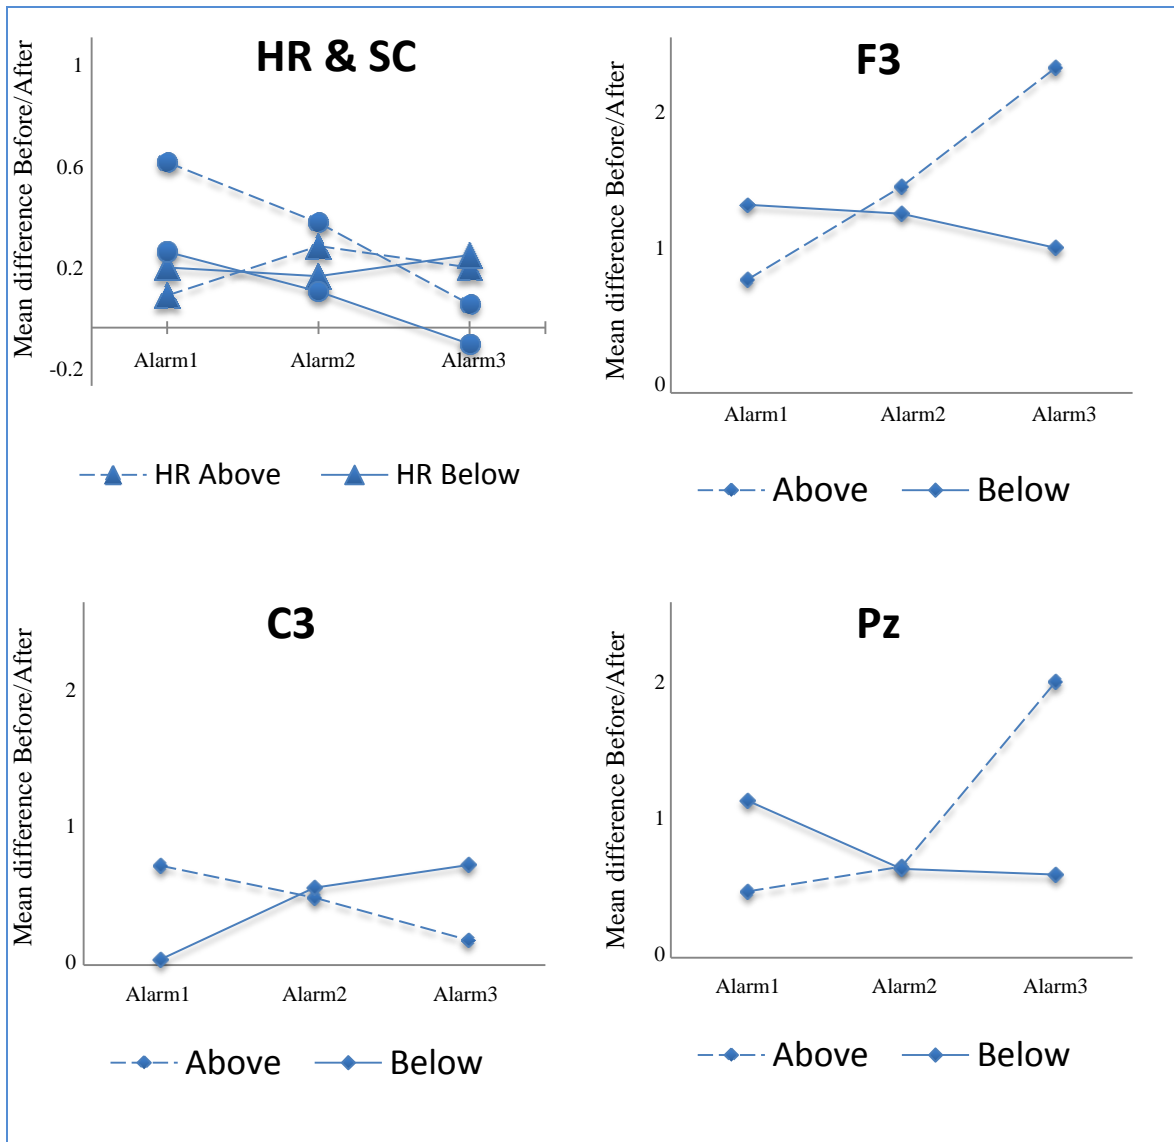 HR & SC
Mean difference Before/After
1
0.6
0.2
-0.2
Alarm1 Alarm2 Alarm3
HR Above HR Below
F3
Mean difference Before/After
2
1
0
Alarm1 Alarm2 Alarm3
Above Below
C3
Mean difference Before/After
2
1
0
Alarm1 Alarm2 Alarm3
Above Below
Pz
Mean difference Before/After
2
1
0
Alarm1 Alarm2 Alarm3
Above Below